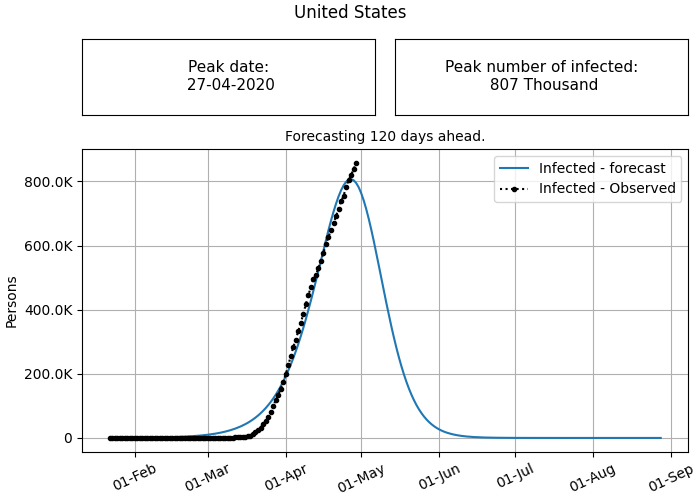 United States
Peak date:
27-04-2020
Peak number of infected:
807 Thousand
Forecasting 120 days ahead.
Infected - forecast
Infected - Observed
Persons
800.0K
600.0K
400.0K
200.0K
0
01-Feb
01-Mar
01-Apr
01-May
01-Jun
01-Jul
01-Aug
01-Sep